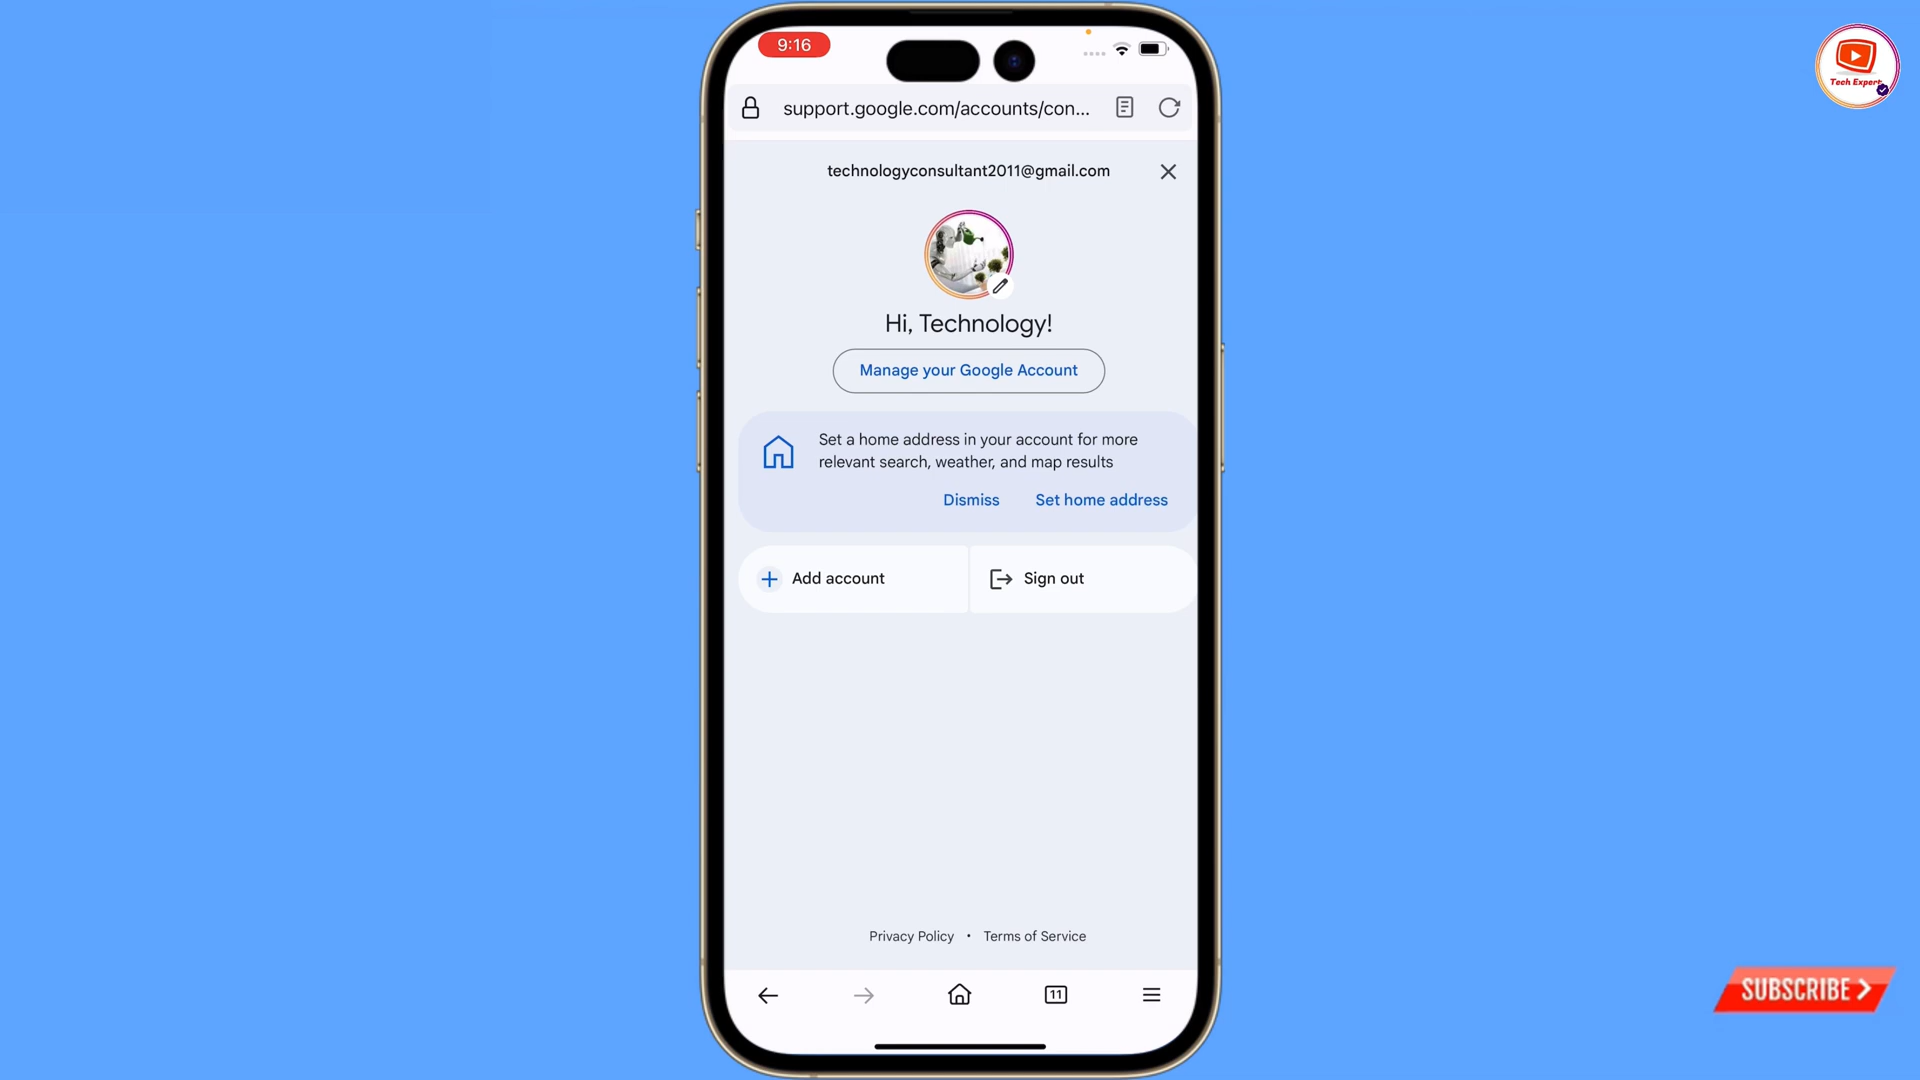 9:16
support.google.com/accounts/con...
technologyconsultant2011@gmail.com
Hi, Technology!
Manage your Google Account
Set a home address in your account for more
relevant search, weather, and map results
Dismiss
Set home address
Add account
Sign out
Privacy Policy • Terms of Service
11
Tech Expert
SUBSCRIBE